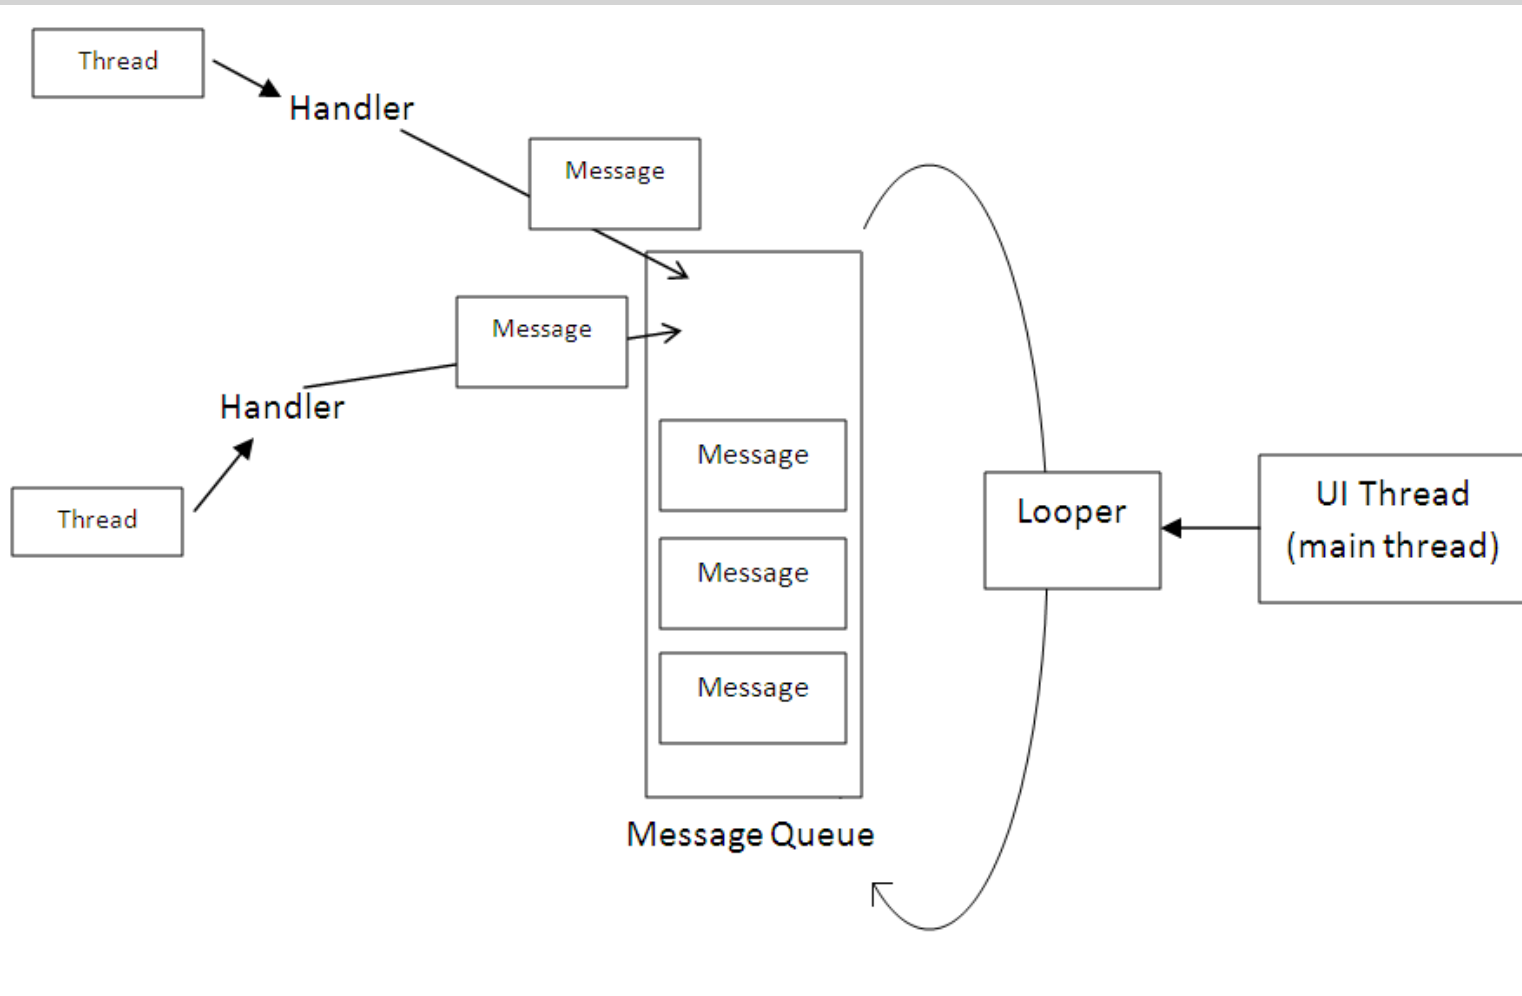 Thread
Handler
Message
Message
Handler
Thread
Message
Message
Message
Message Queue
Looper
UI Thread
(main thread)